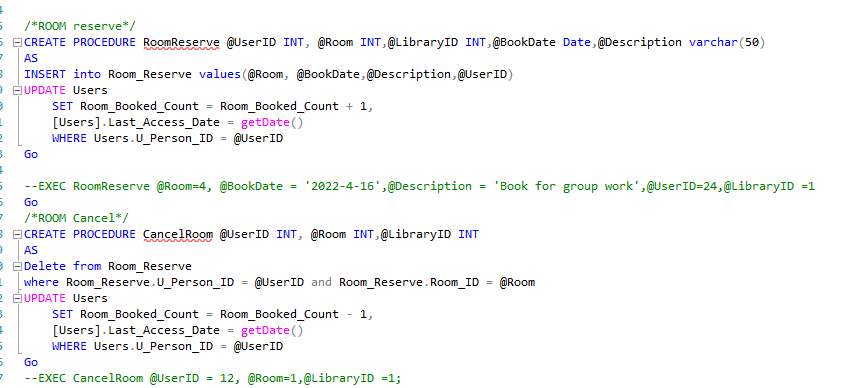 /*ROOM reserve*/
CREATE PROCEDURE RoomReserve @UserID INT, @Room INT,@LibraryID INT,@BookDate Date,@Description varchar(50)
AS
INSERT into Room_Reserve values(@Room, @BookDate,@Description,@UserID)
UPDATE Users
    SET Room_Booked_Count = Room_Booked_Count + 1,
    [Users].Last_Access_Date = getDate()
    WHERE Users.U_Person_ID = @UserID
Go
--EXEC RoomReserve @Room=4, @BookDate = '2022-4-16',@Description = 'Book for group work',@UserID=24,@LibraryID =1
Go
/*ROOM Cancel*/
CREATE PROCEDURE CancelRoom @UserID INT, @Room INT,@LibraryID INT
AS
Delete from Room_Reserve
where Room_Reserve.U_Person_ID = @UserID and Room_Reserve.Room_ID = @Room
UPDATE Users
    SET Room_Booked_Count = Room_Booked_Count - 1,
    [Users].Last_Access_Date = getDate()
    WHERE Users.U_Person_ID = @UserID
Go
--EXEC CancelRoom @UserID = 12, @Room=1,@LibraryID =1;